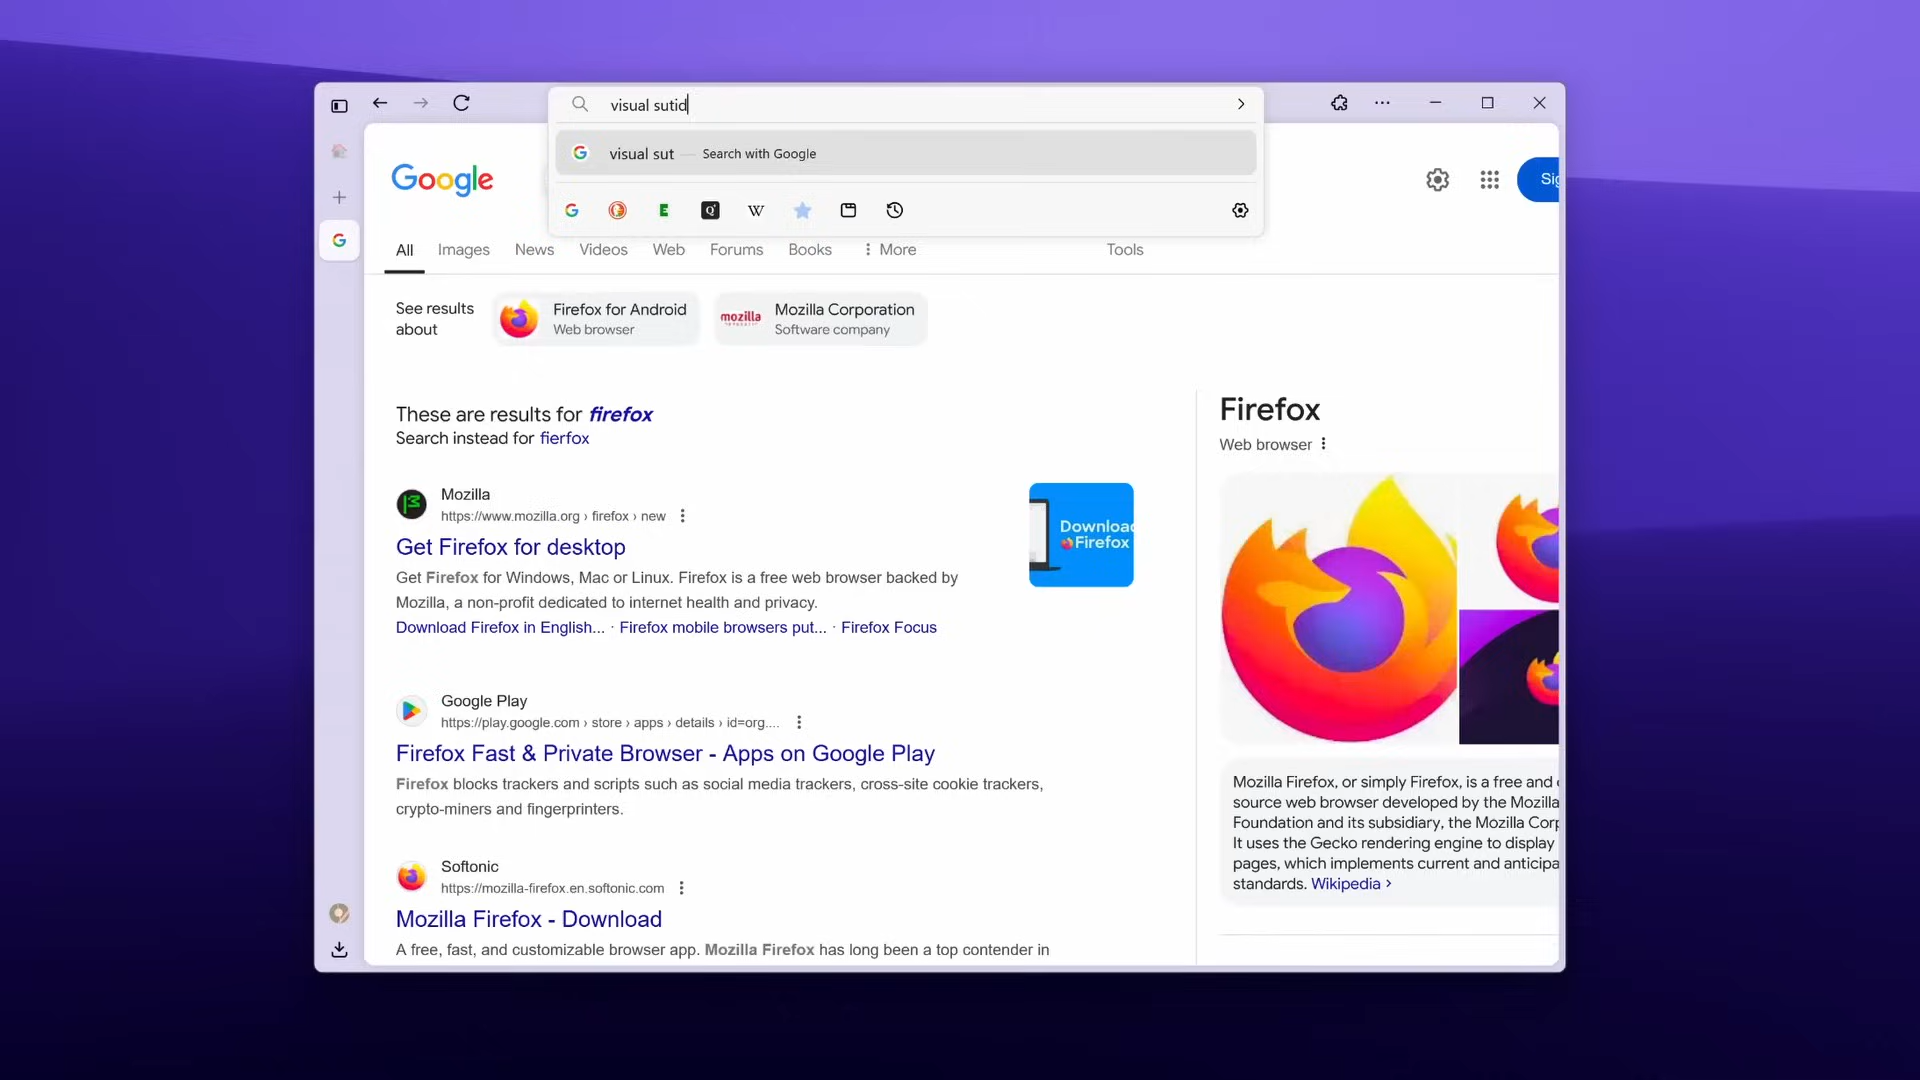 visual sutid
visual sut — Search with Google
Google
Sig
All Images News Videos Web Forums Books More Tools
See results about
Firefox for Android
Web browser
mozilla
Mozilla Corporation
Software company
These are results for firefox
Search instead for fierfox
Mozilla
https://www.mozilla.org › firefox › new
Get Firefox for desktop
Get Firefox for Windows, Mac or Linux. Firefox is a free web browser backed by
Mozilla, a non-profit dedicated to internet health and privacy.
Download Firefox in English... · Firefox mobile browsers put... · Firefox Focus
Download
Firefox
Google Play
https://play.google.com › store › apps › details › id=org....
Firefox Fast & Private Browser - Apps on Google Play
Firefox blocks trackers and scripts such as social media trackers, cross-site cookie trackers,
crypto-miners and fingerprinters.
Softonic
https://mozilla-firefox.en.softonic.com
Mozilla Firefox - Download
A free, fast, and customizable browser app. Mozilla Firefox has long been a top contender in
Firefox
Web browser
Mozilla Firefox, or simply Firefox, is a free and
source web browser developed by the Mozilla
Foundation and its subsidiary, the Mozilla Corp
It uses the Gecko rendering engine to display
pages, which implements current and anticipa
standards. Wikipedia ›